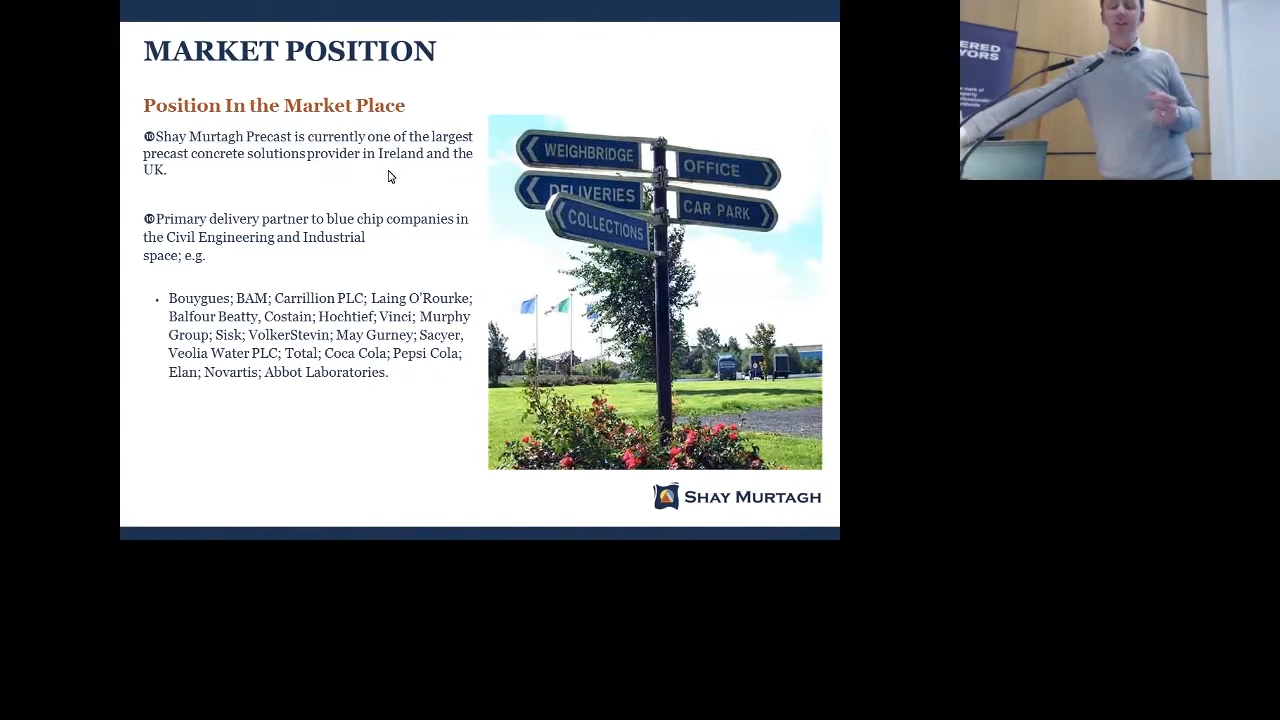 MARKET POSITION
Position In the Market Place
Shay Murtagh Precast is currently one of the largest
precast concrete solutions provider in Ireland and the
UK.
Primary delivery partner to blue chip companies in
the Civil Engineering and Industrial
space; e.g.
• Bouygues; BAM; Carrillion PLC; Laing O’Rourke;
Balfour Beatty, Costain; Hochtief; Vinci; Murphy
Group; Sisk; VolkerStevin; May Gurney; Sacyer,
Veolia Water PLC; Total; Coca Cola; Pepsi Cola;
Elan; Novartis; Abbot Laboratories.
WEIGHBRIDGE
OFFICE
DELIVERIES
CAR PARK
COLLECTIONS
SHAY MURTAGH
ERED
YORS